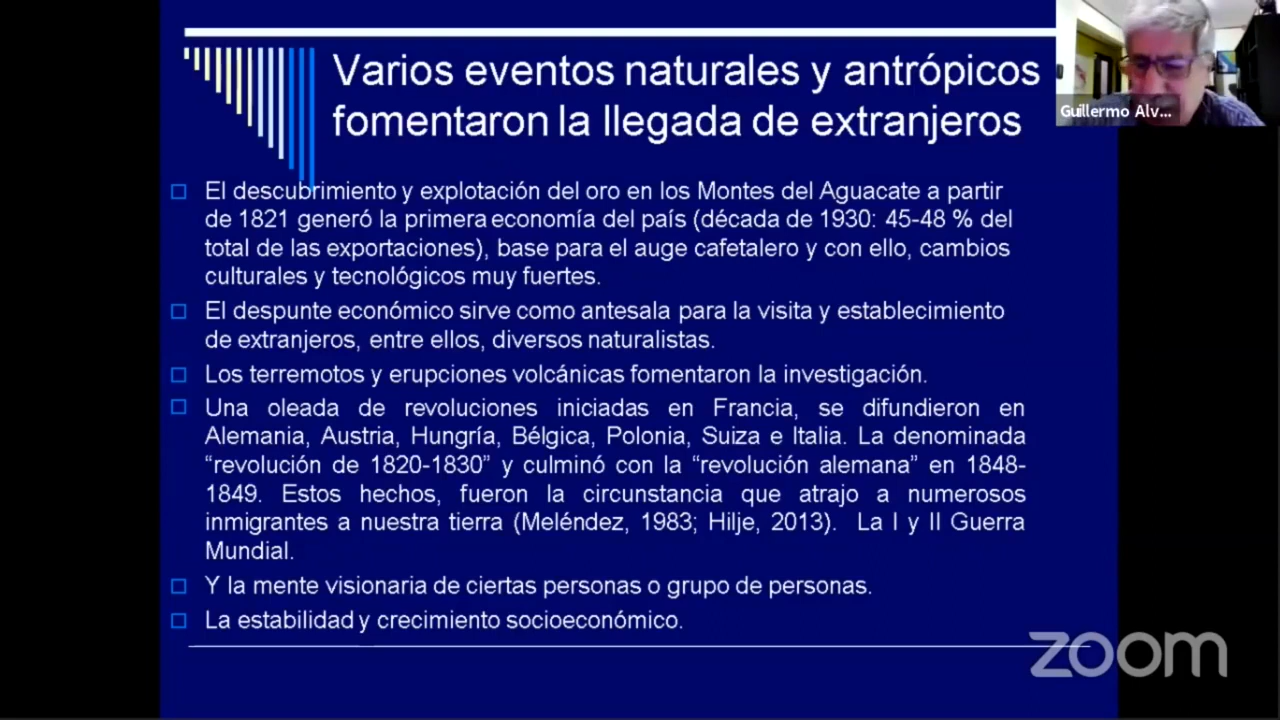 Varios eventos naturales y antrópicos
fomentaron la llegada de extranjeros
Guillermo Alv...
El descubrimiento y explotación del oro en los Montes del Aguacate a partir
de 1821 generó la primera economía del país (década de 1930: 45-48 % del
total de las exportaciones), base para el auge cafetalero y con ello, cambios
culturales y tecnológicos muy fuertes.
El despunte económico sirve como antesala para la visita y establecimiento
de extranjeros, entre ellos, diversos naturalistas.
Los terremotos y erupciones volcánicas fomentaron la investigación.
Una oleada de revoluciones iniciadas en Francia, se difundieron en
Alemania, Austria, Hungría, Bélgica, Polonia, Suiza e Italia. La denominada
“revolución de 1820-1830” y culminó con la “revolución alemana” en 1848-
1849. Estos hechos, fueron la circunstancia que atrajo a numerosos
inmigrantes a nuestra tierra (Meléndez, 1983; Hilje, 2013). La I y II Guerra
Mundial.
Y la mente visionaria de ciertas personas o grupo de personas.
La estabilidad y crecimiento socioeconómico.
zoom